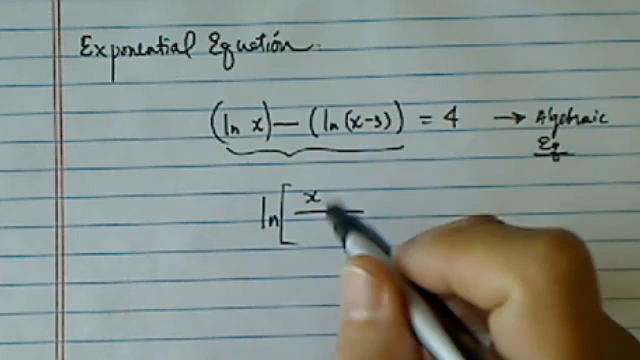 Exponential Equation.
(ln x) — (ln (x-3)) = 4 → Algebraic
Eq
ln [ x